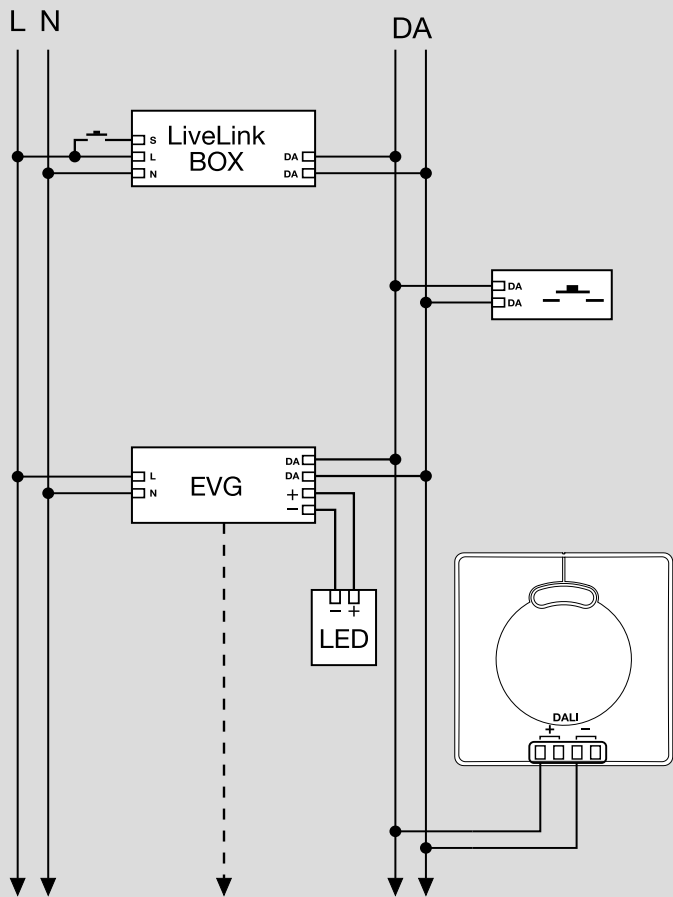 L N DA
S LiveLink
L BOX DA
N DA
DA
DA
DA
L EVG DA
N +
−
− +
LED
DALI
+ −